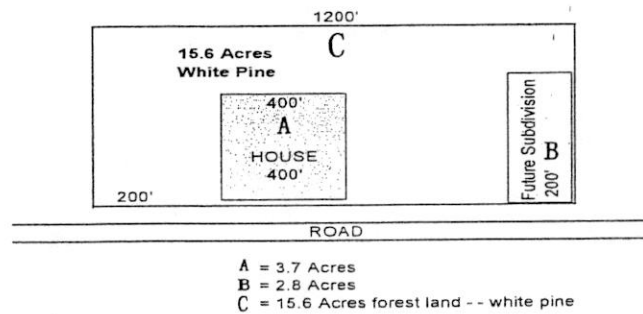 1200'
C
15.6 Acres
White Pine
400'
A
HOUSE
400'
Future Subdivision
200'
B
200'
ROAD
A = 3.7 Acres
B = 2.8 Acres
C = 15.6 Acres forest land -- white pine